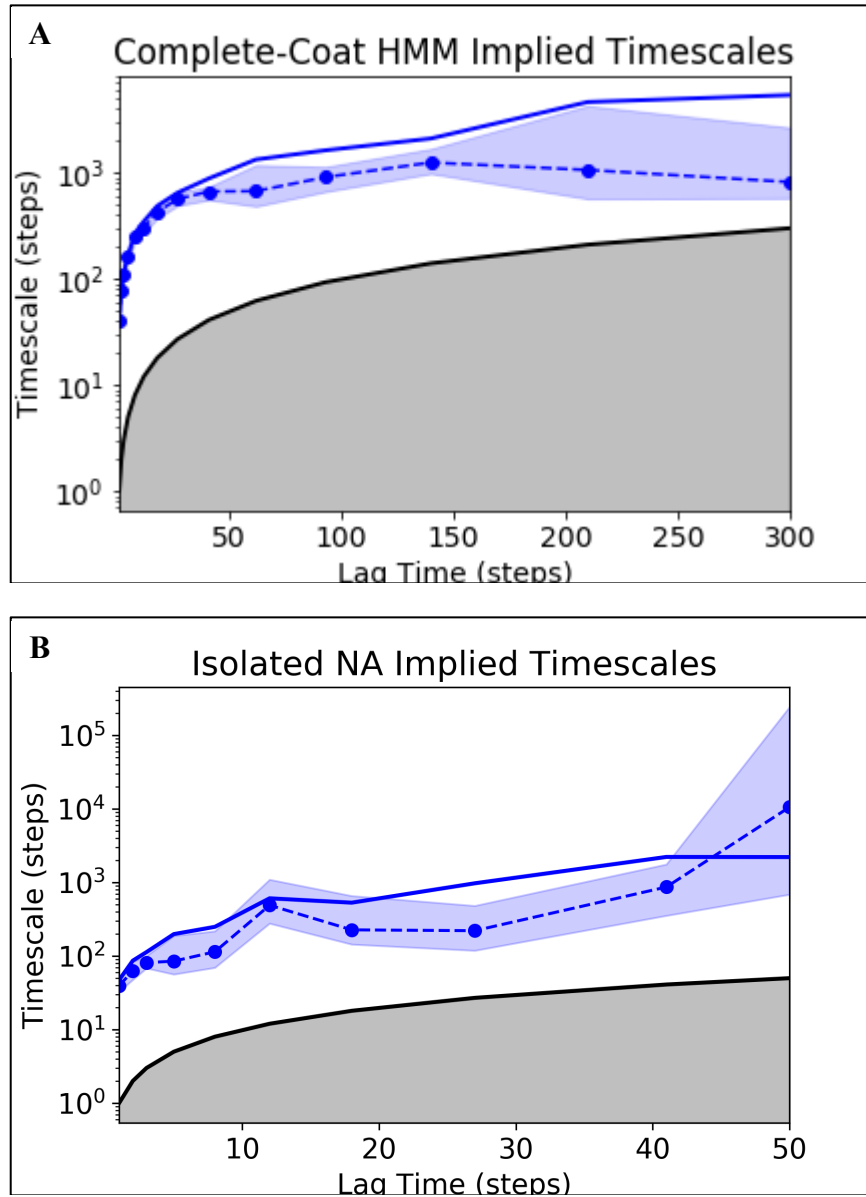 A
Complete-Coat HMM Implied Timescales
Timescale (steps)
10³
10²
10¹
10⁰
50 100 150 200 250 300
Lag Time (steps)
B
Isolated NA Implied Timescales
Timescale (steps)
10⁵
10⁴
10³
10²
10¹
10⁰
10 20 30 40 50
Lag Time (steps)